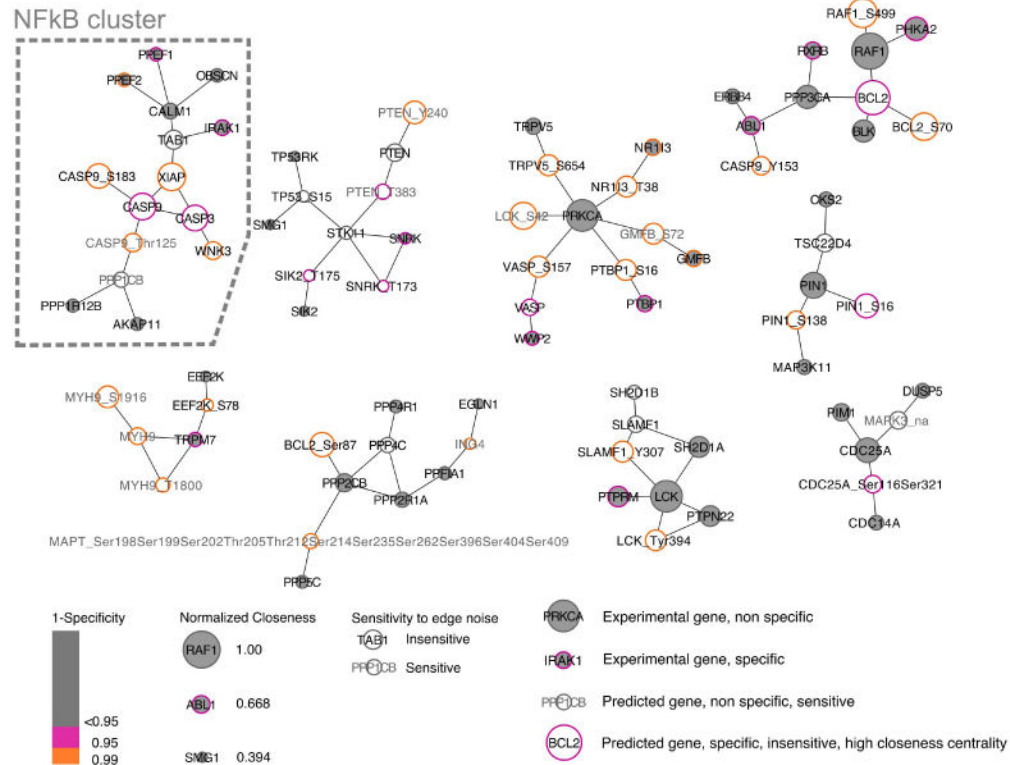 NFkB cluster
PPEF1
PPEF2
OBSCN
CALM1
IRAK1
TAB1
CASP9_S183
XIAP
CASP9
CASP3
CASP9_Thr125
WNK3
PPP1CB
PPP1R12B
AKAP11
PTEN_Y240
TP53RK
PTEN
TP53_S15
PTEN_T383
SMG1
STK11
SNRK
SIK2_T175
SNRK_T173
SIK2
TRPV5
NR1I3
TRPV5_S654
NR1I3_T38
LCK_S42
PRKCA
GMFB_S72
GMFB
VASP_S157
PTBP1_S16
VASP
PTBP1
WWP2
RAF1_S499
PHKA2
RXRB
RAF1
ERBB4
PPP3CA
BCL2
ABL1
BLK
BCL2_S70
CASP9_Y153
CKS2
TSC22D4
PIN1
PIN1_S16
PIN1_S138
MAP3K11
EEF2K
MYH9_S1916
EEF2K_S78
MYH9
TRPM7
MYH9_T1800
PPP4R1
EGLN1
BCL2_Ser87
PPP4C
ING4
PPP2CB
PPFIA1
PPP2R1A
MAPT_Ser198Ser199Ser202Thr205Thr212Ser214Ser235Ser262Ser396Ser404Ser409
PPP5C
SH2D1B
SLAMF1
SLAMF1_Y307
SH2D1A
PTPRM
LCK
PTPN22
LCK_Tyr394
DUSP5
PIM1
MAPK3_na
CDC25A
CDC25A_Ser116Ser321
CDC14A
1-Specificity
<0.95
0.95
0.99
Normalized Closeness
RAF1 1.00
ABL1 0.668
SMG1 0.394
Sensitivity to edge noise
TAB1 Insensitive
PPP1CB Sensitive
PRKCA Experimental gene, non specific
IRAK1 Experimental gene, specific
PPP1CB Predicted gene, non specific, sensitive
BCL2 Predicted gene, specific, insensitive, high closeness centrality